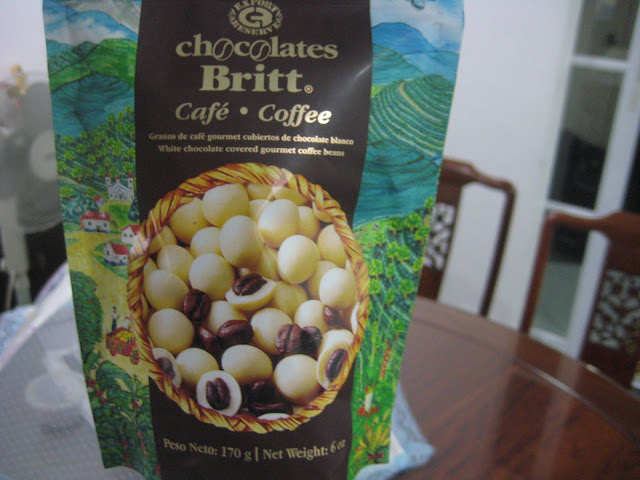 EXPORT
RESERVE
chocolates
Britt®
Café • Coffee
Granos de café gourmet cubiertos de chocolate blanco
White chocolate covered gourmet coffee beans
Peso Neto: 170 g | Net Weight: 6 oz